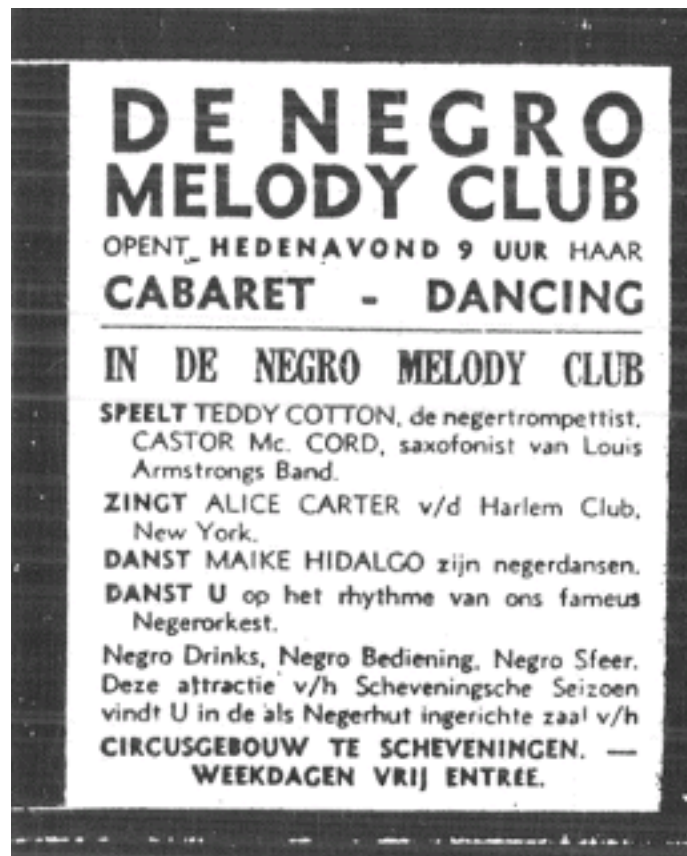 DE NEGRO
MELODY CLUB
OPENT HEDENAVOND 9 UUR HAAR
CABARET - DANCING
IN DE NEGRO MELODY CLUB
SPEELT TEDDY COTTON, de negertrompettist,
CASTOR Mc. CORD, saxofonist van Louis
Armstrongs Band.
ZINGT ALICE CARTER v/d Harlem Club,
New York.
DANST MAIKE HIDALGO zijn negerdansen.
DANST U op het rhythme van ons fameus
Negerorkest.
Negro Drinks, Negro Bediening, Negro Sfeer.
Deze attractie v/h Scheveningsche Seizoen
vindt U in de als Negerhut ingerichte zaal v/h
CIRCUSGEBOUW TE SCHEVENINGEN. —
WEEKDAGEN VRIJ ENTREE.